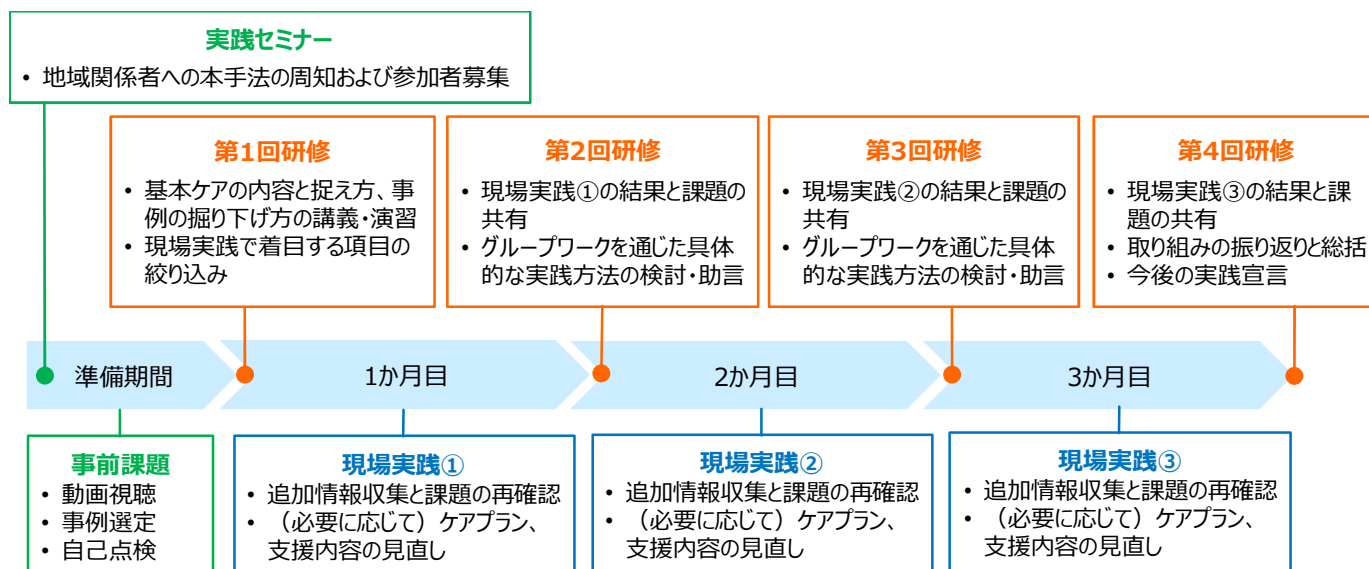 実践セミナー
• 地域関係者への本手法の周知および参加者募集
第1回研修
• 基本ケアの内容と捉え方、事
例の掘り下げ方の講義・演習
• 現場実践で着目する項目の
絞り込み
第2回研修
• 現場実践①の結果と課題の
共有
• グループワークを通じた具体
的な実践方法の検討・助言
第3回研修
• 現場実践②の結果と課題の
共有
• グループワークを通じた具体
的な実践方法の検討・助言
第4回研修
• 現場実践③の結果と課
題の共有
• 取り組みの振り返りと総括
• 今後の実践宣言
準備期間
1か月目
2か月目
3か月目
事前課題
• 動画視聴
• 事例選定
• 自己点検
現場実践①
• 追加情報収集と課題の再確認
• （必要に応じて）ケアプラン、
支援内容の見直し
現場実践②
• 追加情報収集と課題の再確認
• （必要に応じて）ケアプラン、
支援内容の見直し
現場実践③
• 追加情報収集と課題の再確認
• （必要に応じて）ケアプラン、
支援内容の見直し